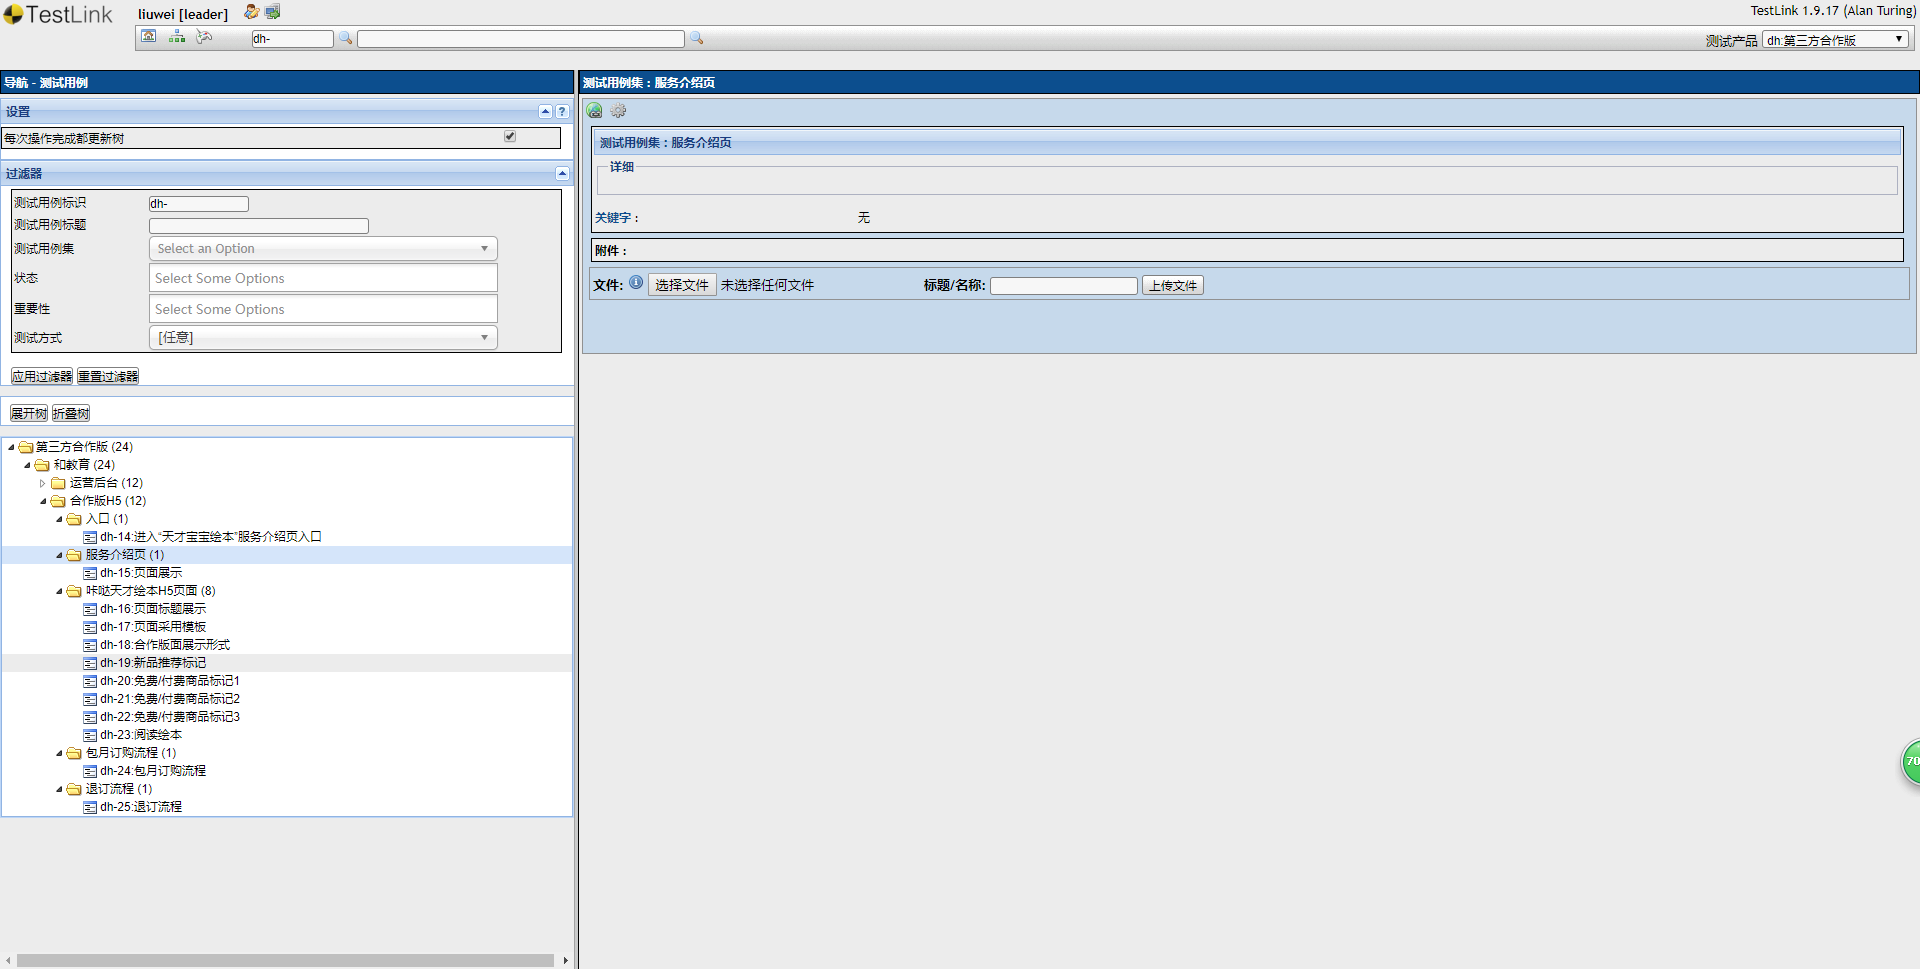 TestLink
liuwei [leader]
TestLink 1.9.17 (Alan Turing)
dh-
测试产品 dh:第三方合作版
导航 - 测试用例
设置
?
每次操作完成都更新树
过滤器
测试用例标识 dh-
测试用例标题
测试用例集 Select an Option
状态 Select Some Options
重要性 Select Some Options
测试方式 [任意]
应用过滤器 重置过滤器
展开树 折叠树
第三方合作版 (24)
和教育 (24)
运营后台 (12)
合作版H5 (12)
入口 (1)
dh-14:进入“天才宝宝绘本”服务介绍页入口
服务介绍页 (1)
dh-15:页面展示
咔哒天才绘本H5页面 (8)
dh-16:页面标题展示
dh-17:页面采用模板
dh-18:合作版面展示形式
dh-19:新品推荐标记
dh-20:免费/付费商品标记1
dh-21:免费/付费商品标记2
dh-22:免费/付费商品标记3
dh-23:阅读绘本
包月订购流程 (1)
dh-24:包月订购流程
退订流程 (1)
dh-25:退订流程
测试用例集 : 服务介绍页
测试用例集 : 服务介绍页
详细
关键字 : 无
附件 :
文件: 选择文件 未选择任何文件 标题/名称: 上传文件
70